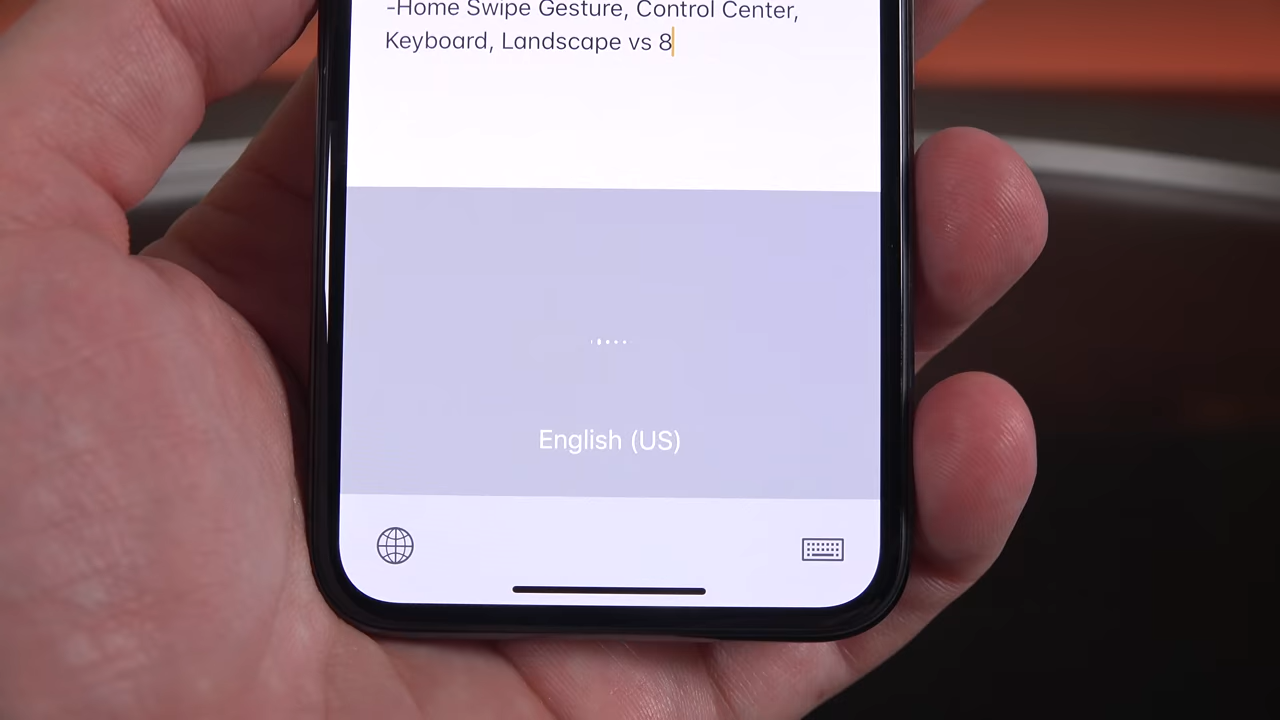 -Home Swipe Gesture, Control Center,
Keyboard, Landscape vs 8
English (US)